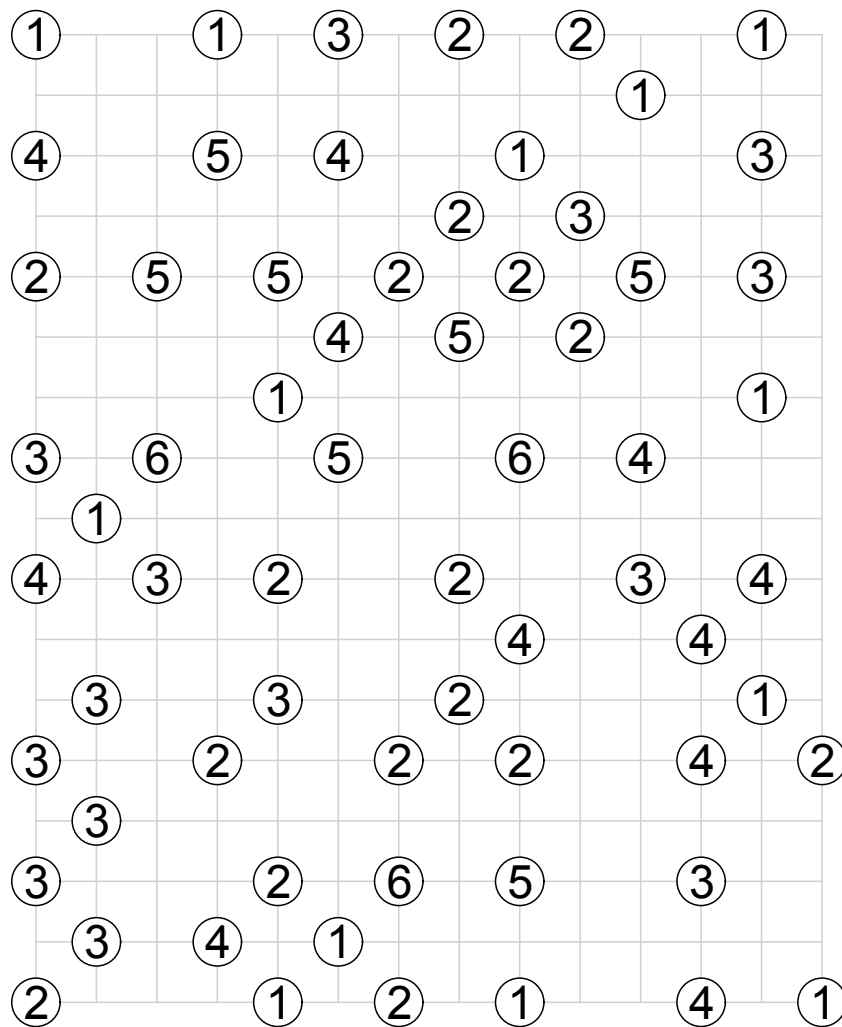 1 1 3 2 2 1
1
4 5 4 1 3
2 3
2 5 5 2 2 5 3
4 5 2
1 1
3 6 5 6 4
1
4 3 2 2 3 4
4 4
3 3 2 1
3 2 2 2 4 2
3
3 2 6 5 3
3 4 1
2 1 2 1 4 1